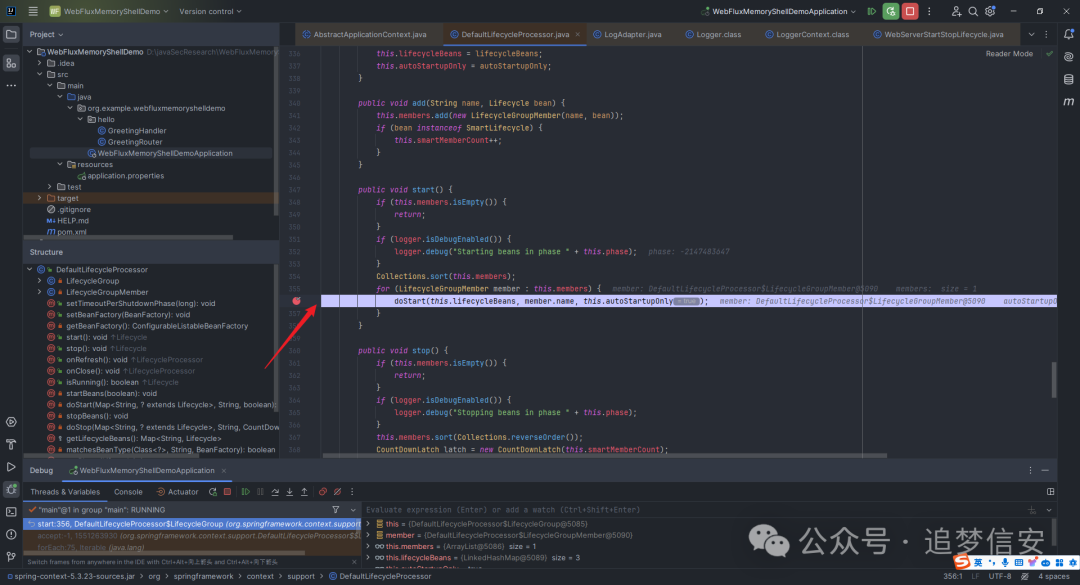 WF WebFluxMemoryShellDemo Version control WebFluxMemoryShellDemoApplication
Project
AbstractApplicationContext.java DefaultLifecycleProcessor.java LogAdapter.java Logger.class LoggerContext.class WebServerStartStopLifecycle.java
Reader Mode
WebFluxMemoryShellDemo D:\javaSecResearch\WebFluxMemory
.idea
src
main
java
org.example.webfluxmemoryshelldemo
hello
GreetingHandler
GreetingRouter
WebFluxMemoryShellDemoApplication
resources
application.properties
test
target
.gitignore
HELP.md
pom.xml
Structure
DefaultLifecycleProcessor
LifecycleGroup
LifecycleGroupMember
setTimeoutPerShutdownPhase(long): void
setBeanFactory(BeanFactory): void
getBeanFactory(): ConfigurableListableBeanFactory
start(): void ↑Lifecycle
stop(): void ↑Lifecycle
onRefresh(): void ↑LifecycleProcessor
onClose(): void ↑LifecycleProcessor
isRunning(): boolean ↑Lifecycle
startBeans(boolean): void
doStart(Map<String, ? extends Lifecycle>, String, boolean):
stopBeans(): void
doStop(Map<String, ? extends Lifecycle>, String, CountDow
getLifecycleBeans(): Map<String, Lifecycle>
matchesBeanType(Class<?>, String, BeanFactory): boolean
336 this.lifecycleBeans = lifecycleBeans;
337 this.autoStartupOnly = autoStartupOnly;
338 }
339
340 public void add(String name, Lifecycle bean) {
341 this.members.add(new LifecycleGroupMember(name, bean));
342 if (bean instanceof SmartLifecycle) {
343 this.smartMemberCount++;
344 }
345 }
346
347 public void start() {
348 if (this.members.isEmpty()) {
349 return;
350 }
351 if (logger.isDebugEnabled()) {
352 logger.debug("Starting beans in phase " + this.phase); phase: -2147483647
353 }
354 Collections.sort(this.members);
355 for (LifecycleGroupMember member : this.members) { member: DefaultLifecycleProcessor$LifecycleGroupMember@5090 members: size = 1
doStart(this.lifecycleBeans, member.name, this.autoStartupOnly = true ); member: DefaultLifecycleProcessor$LifecycleGroupMember@5090 autoStartupO
357 }
358 }
359
360 public void stop() {
361 if (this.members.isEmpty()) {
362 return;
363 }
364 if (logger.isDebugEnabled()) {
365 logger.debug("Stopping beans in phase " + this.phase);
366 }
367 this.members.sort(Collections.reverseOrder());
368 CountDownLatch latch = new CountDownLatch(this.smartMemberCount);
Debug WebFluxMemoryShellDemoApplication
Threads & Variables Console Actuator
"main"@1 in group "main": RUNNING
start:356, DefaultLifecycleProcessor$LifecycleGroup (org.springframework.context.support
accept:-1, 1551263930 (org.springframework.context.support.DefaultLifecycleProcessor$$L
forEach:75, Iterable (java.lang)
Switch frames from anywhere in the IDE with Ctrl+Alt+向上箭头 and Ctrl+Alt+向下箭头
Evaluate expression (Enter) or add a watch (Ctrl+Shift+Enter)
this = {DefaultLifecycleProcessor$LifecycleGroup@5085}
member = {DefaultLifecycleProcessor$LifecycleGroupMember@5090}
this.members = {ArrayList@5086} size = 1
this.lifecycleBeans = {LinkedHashMap@5089} size = 3
公众号 · 追梦信安
英
spring-context-5.3.23-sources.jar org springframework context support DefaultLifecycleProcessor
356:1 LF UTF-8 4 spaces